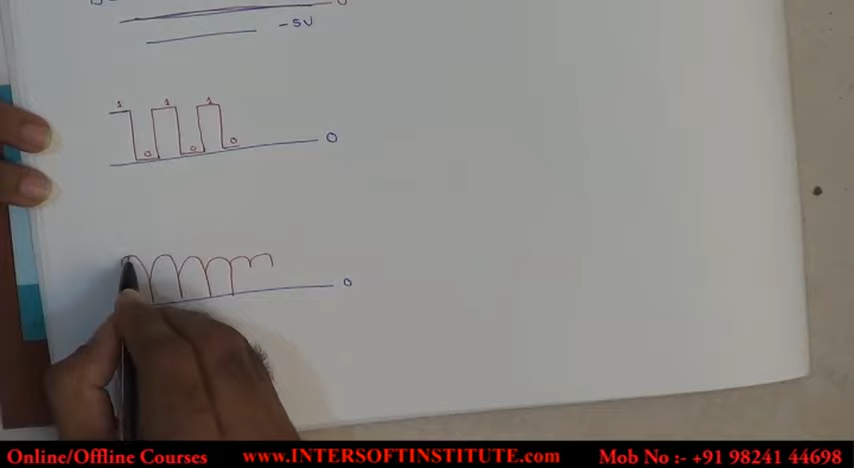 -5V
1 1 1
0 0 0
0
0
Online/Offline Courses www.INTERSOFTINSTITUTE.com Mob No :- +91 98241 44698